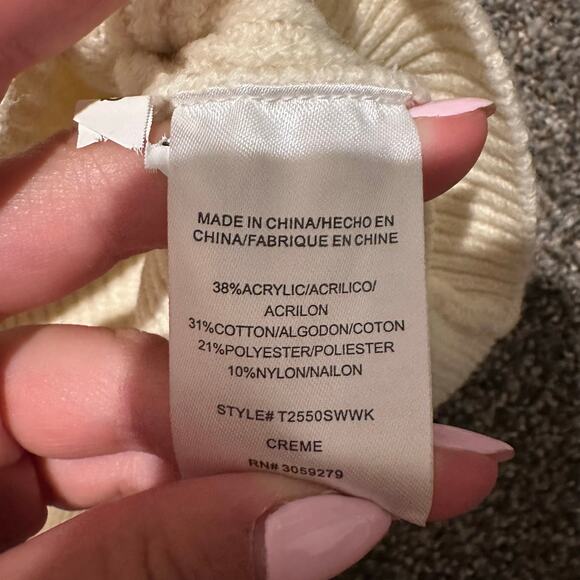 MADE IN CHINA/HECHO EN
CHINA/FABRIQUE EN CHINE
38%ACRYLIC/ACRILICO/
ACRILON
31%COTTON/ALGODON/COTON
21%POLYESTER/POLIESTER
10%NYLON/NAILON
STYLE# T2550SWWK
CREME
RN# 3059279